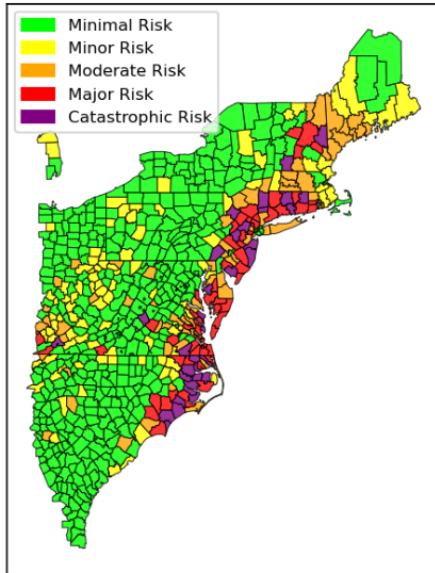 Minimal Risk
Minor Risk
Moderate Risk
Major Risk
Catastrophic Risk